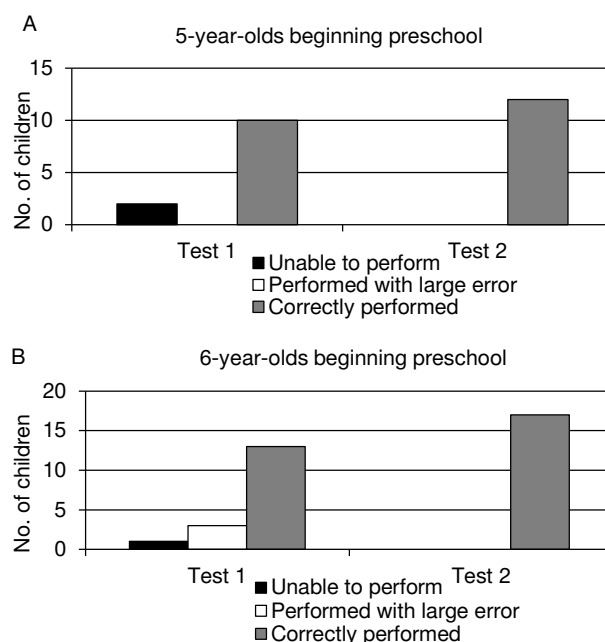 A
5-year-olds beginning preschool
No. of children
15
10
5
0
Test 1 Test 2
Unable to perform
Performed with large error
Correctly performed
B
6-year-olds beginning preschool
No. of children
20
15
10
5
0
Test 1 Test 2
Unable to perform
Performed with large error
Correctly performed